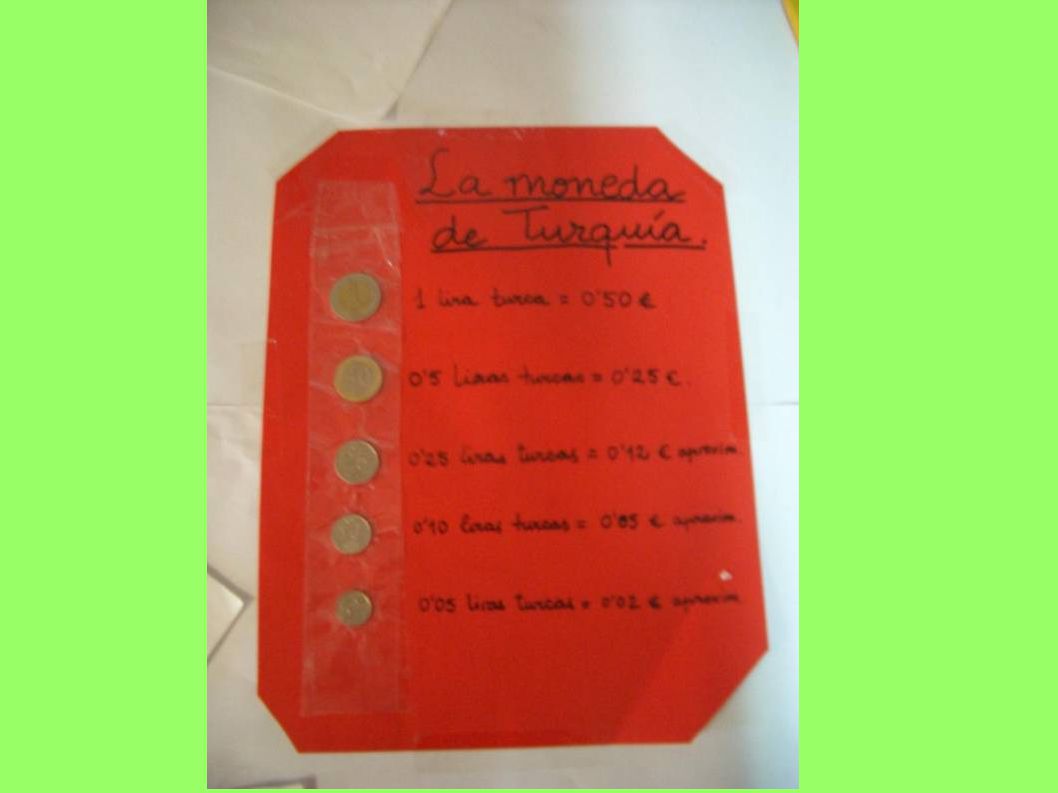 La moneda
de Turquía.
1 lira turca = 0'50 €
0'5 liras turcas = 0'25 €.
0'25 liras turcas = 0'12 € aproxim.
0'10 liras turcas = 0'05 € aproxim.
0'05 liras turcas = 0'02 € aproxim.